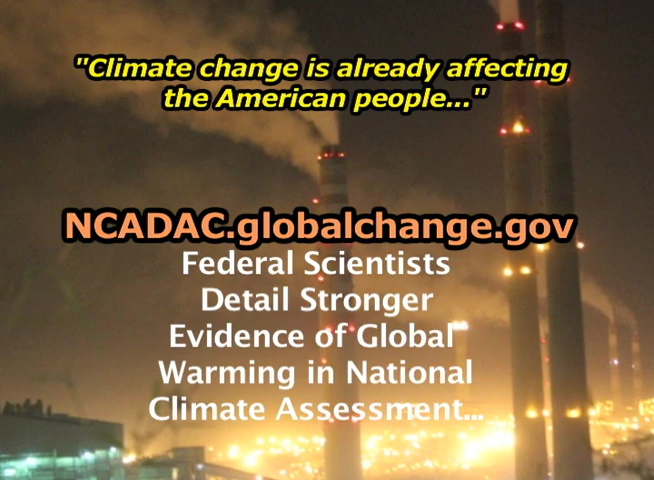 "Climate change is already affecting
the American people..."
NCADAC.globalchange.gov
Federal Scientists
Detail Stronger
Evidence of Global
Warming in National
Climate Assessment...